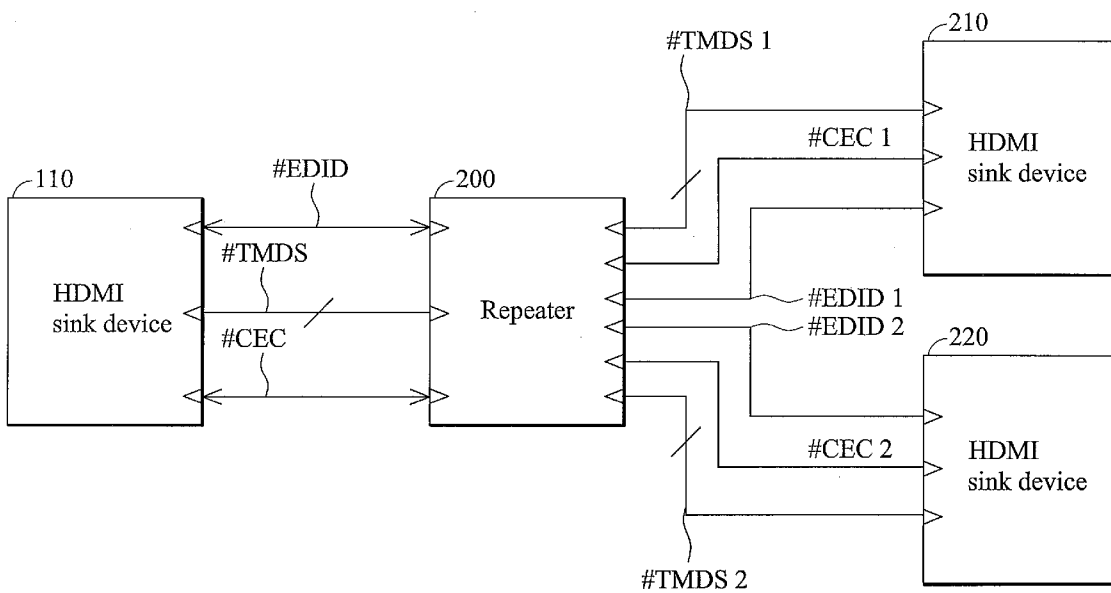 210
#TMDS 1
#CEC 1
HDMI
sink device
#EDID
110
200
#TMDS
HDMI
sink device
Repeater
#EDID 1
#EDID 2
#CEC
220
#CEC 2
HDMI
sink device
#TMDS 2